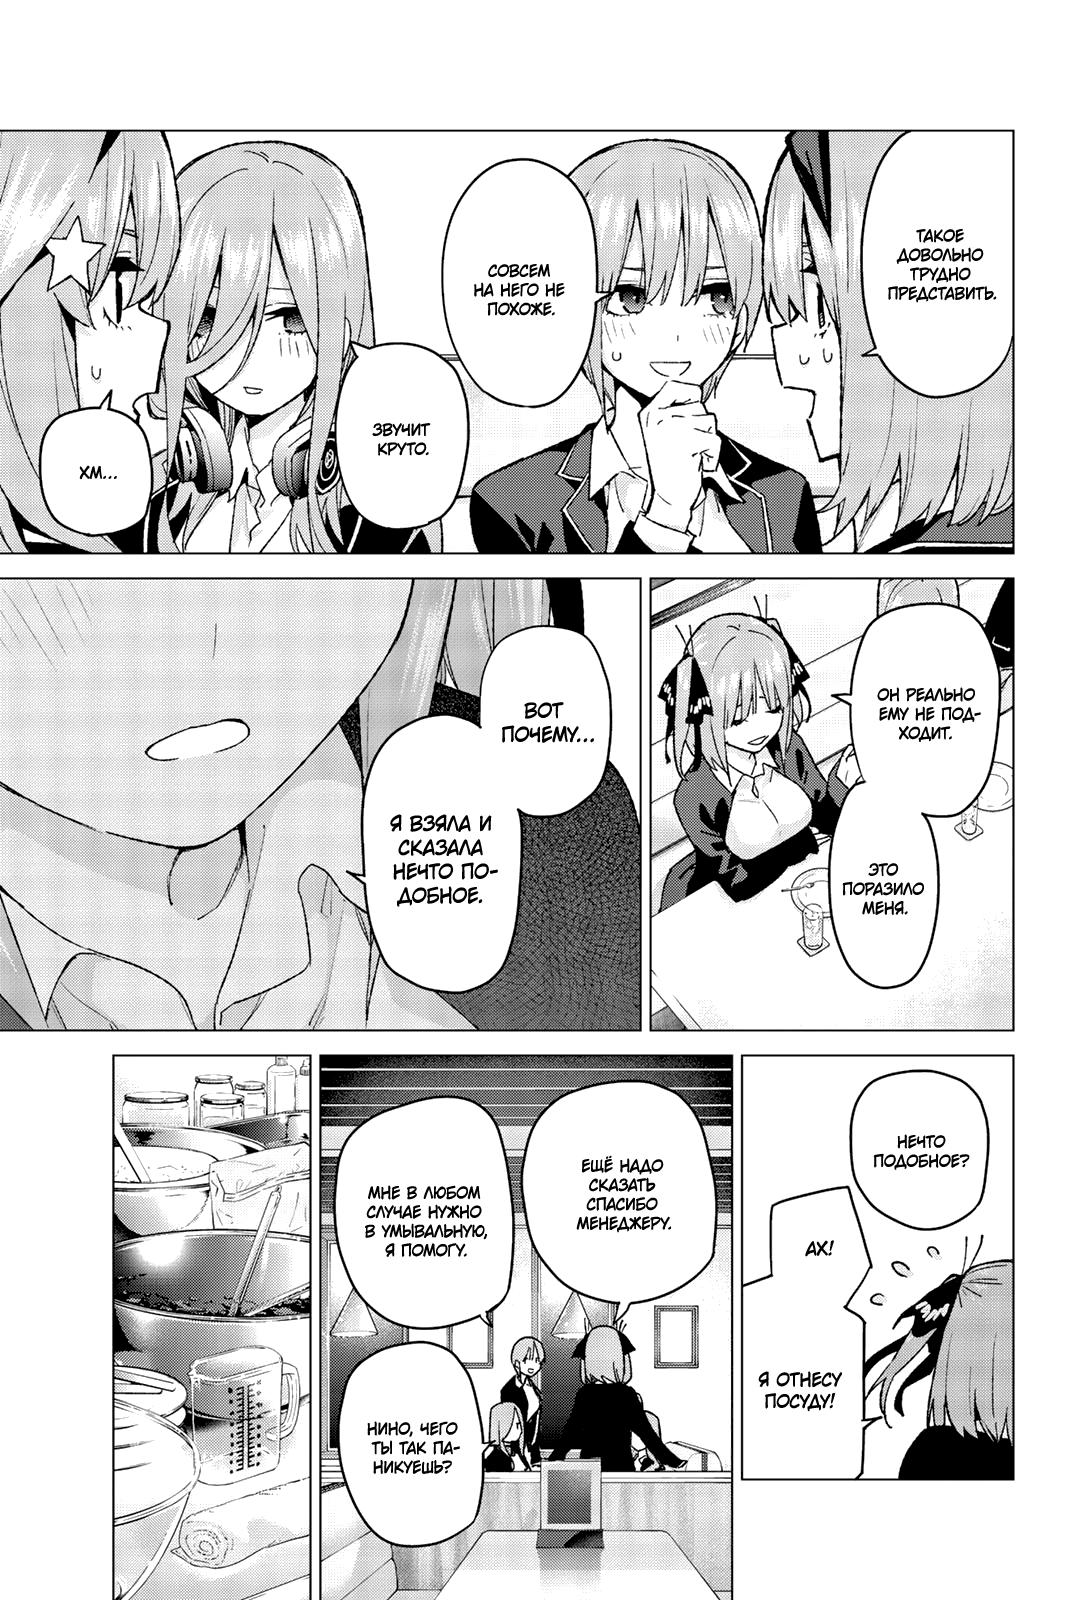 ТАКОЕ
ДОВОЛЬНО
ТРУДНО
ПРЕДСТАВИТЬ.
СОВСЕМ
НА НЕГО НЕ
ПОХОЖЕ.
ЗВУЧИТ
КРУТО.
ХМ...
ОН РЕАЛЬНО
ЕМУ НЕ ПОД-
ХОДИТ.
ЭТО
ПОРАЗИЛО
МЕНЯ.
ВОТ
ПОЧЕМУ...
Я ВЗЯЛА И
СКАЗАЛА
НЕЧТО ПО-
ДОБНОЕ.
НЕЧТО
ПОДОБНОЕ?
АХ!
Я ОТНЕСУ
ПОСУДУ!
ЕЩЁ НАДО
СКАЗАТЬ
СПАСИБО
МЕНЕДЖЕРУ.
МНЕ В ЛЮБОМ
СЛУЧАЕ НУЖНО
В УМЫВАЛЬНУЮ,
Я ПОМОГУ.
НИНО, ЧЕГО
ТЫ ТАК ПА-
НИКУЕШЬ?